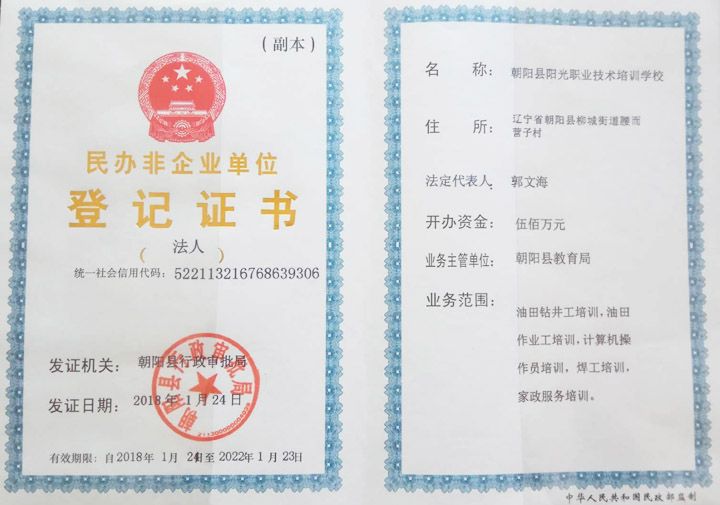 （副本）
民办非企业单位
登记证书
（法人）
统一社会信用代码：522113216768639306
发证机关：朝阳县行政审批局
发证日期：2018年1月24日
朝阳县行政审批局
有效期限：自2018年1月24日至2022年1月23日
名称：朝阳县阳光职业技术培训学校
住所：辽宁省朝阳县柳城街道腰而
营子村
法定代表人：郭文海
开办资金：伍佰万元
业务主管单位：朝阳县教育局
业务范围：
油田钻井工培训，油田
作业工培训，计算机操
作员培训，焊工培训，
家政服务培训。
中华人民共和国民政部监制